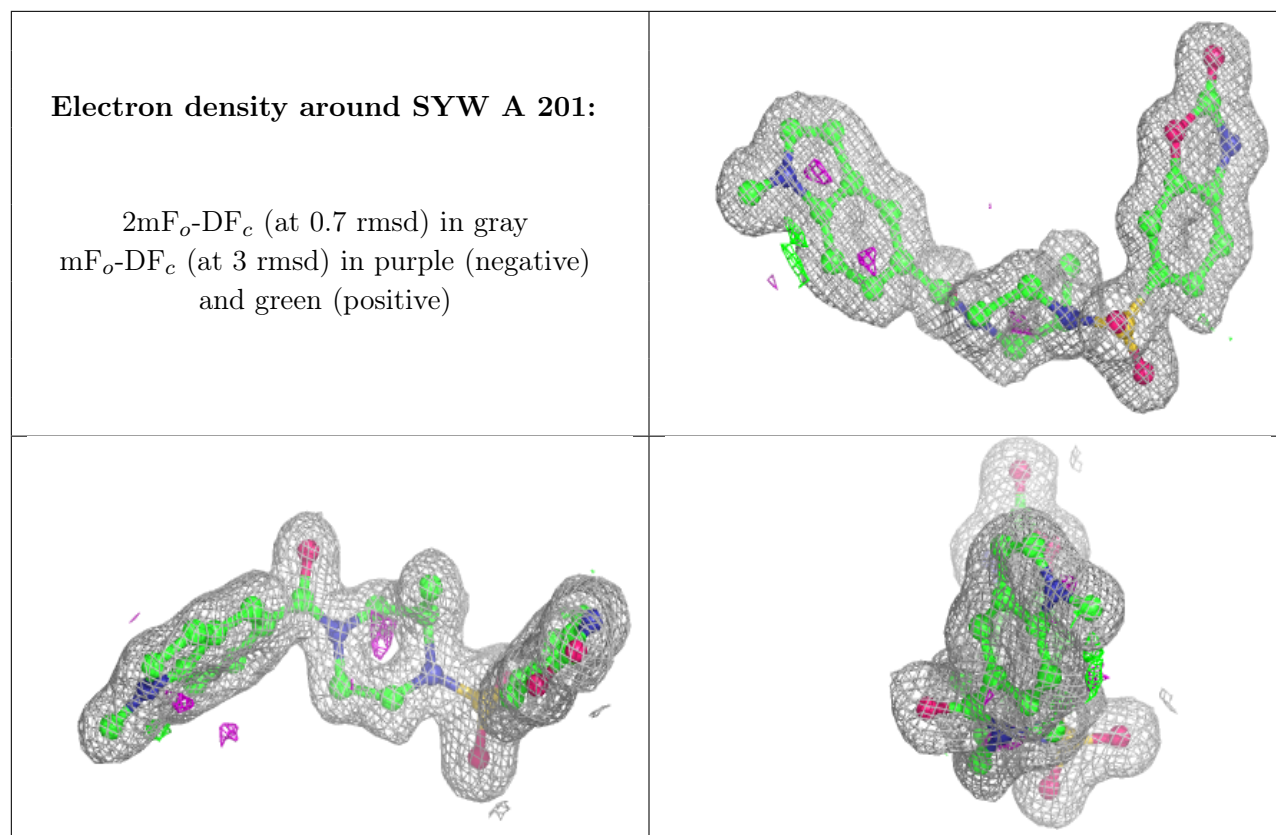 Electron density around SYW A 201:
2mFo-DFc (at 0.7 rmsd) in gray
mFo-DFc (at 3 rmsd) in purple (negative)
and green (positive)